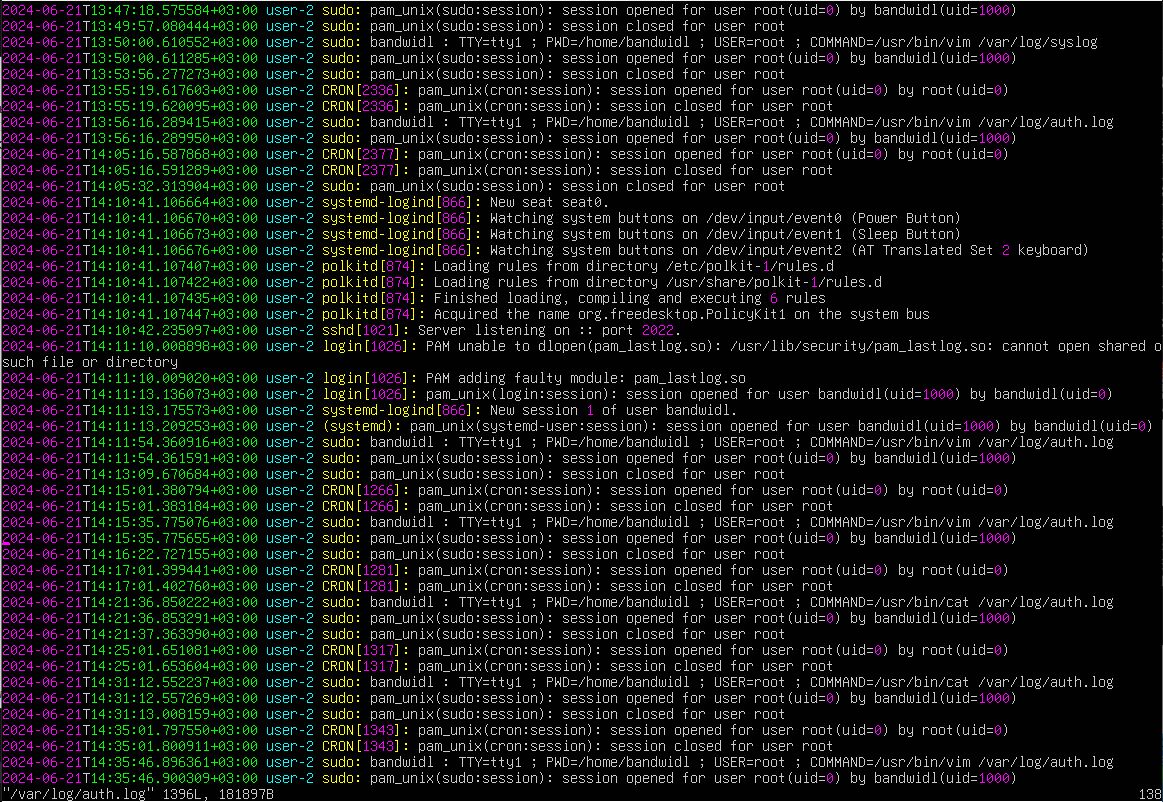 2024-06-21T13:47:18.575584+03:00 user-2 sudo: pam_unix(sudo:session): session opened for user root(uid=0) by bandwidl(uid=1000)
2024-06-21T13:49:57.080444+03:00 user-2 sudo: pam_unix(sudo:session): session closed for user root
2024-06-21T13:50:00.610552+03:00 user-2 sudo: bandwidl : TTY=tty1 ; PWD=/home/bandwidl ; USER=root ; COMMAND=/usr/bin/vim /var/log/syslog
2024-06-21T13:50:00.611285+03:00 user-2 sudo: pam_unix(sudo:session): session opened for user root(uid=0) by bandwidl(uid=1000)
2024-06-21T13:53:56.277273+03:00 user-2 sudo: pam_unix(sudo:session): session closed for user root
2024-06-21T13:55:19.617603+03:00 user-2 CRON[2336]: pam_unix(cron:session): session opened for user root(uid=0) by root(uid=0)
2024-06-21T13:55:19.620095+03:00 user-2 CRON[2336]: pam_unix(cron:session): session closed for user root
2024-06-21T13:56:16.289415+03:00 user-2 sudo: bandwidl : TTY=tty1 ; PWD=/home/bandwidl ; USER=root ; COMMAND=/usr/bin/vim /var/log/auth.log
2024-06-21T13:56:16.289950+03:00 user-2 sudo: pam_unix(sudo:session): session opened for user root(uid=0) by bandwidl(uid=1000)
2024-06-21T14:05:16.587868+03:00 user-2 CRON[2377]: pam_unix(cron:session): session opened for user root(uid=0) by root(uid=0)
2024-06-21T14:05:16.591289+03:00 user-2 CRON[2377]: pam_unix(cron:session): session closed for user root
2024-06-21T14:05:32.313904+03:00 user-2 sudo: pam_unix(sudo:session): session closed for user root
2024-06-21T14:10:41.106664+03:00 user-2 systemd-logind[866]: New seat seat0.
2024-06-21T14:10:41.106670+03:00 user-2 systemd-logind[866]: Watching system buttons on /dev/input/event0 (Power Button)
2024-06-21T14:10:41.106673+03:00 user-2 systemd-logind[866]: Watching system buttons on /dev/input/event1 (Sleep Button)
2024-06-21T14:10:41.106676+03:00 user-2 systemd-logind[866]: Watching system buttons on /dev/input/event2 (AT Translated Set 2 keyboard)
2024-06-21T14:10:41.107407+03:00 user-2 polkitd[874]: Loading rules from directory /etc/polkit-1/rules.d
2024-06-21T14:10:41.107422+03:00 user-2 polkitd[874]: Loading rules from directory /usr/share/polkit-1/rules.d
2024-06-21T14:10:41.107435+03:00 user-2 polkitd[874]: Finished loading, compiling and executing 6 rules
2024-06-21T14:10:41.107447+03:00 user-2 polkitd[874]: Acquired the name org.freedesktop.PolicyKit1 on the system bus
2024-06-21T14:10:42.235097+03:00 user-2 sshd[1021]: Server listening on :: port 2022.
2024-06-21T14:11:10.008898+03:00 user-2 login[1026]: PAM unable to dlopen(pam_lastlog.so): /usr/lib/security/pam_lastlog.so: cannot open shared o
such file or directory
2024-06-21T14:11:10.009020+03:00 user-2 login[1026]: PAM adding faulty module: pam_lastlog.so
2024-06-21T14:11:13.136073+03:00 user-2 login[1026]: pam_unix(login:session): session opened for user bandwidl(uid=1000) by bandwidl(uid=0)
2024-06-21T14:11:13.175573+03:00 user-2 systemd-logind[866]: New session 1 of user bandwidl.
2024-06-21T14:11:13.209253+03:00 user-2 (systemd): pam_unix(systemd-user:session): session opened for user bandwidl(uid=1000) by bandwidl(uid=0)
2024-06-21T14:11:54.360916+03:00 user-2 sudo: bandwidl : TTY=tty1 ; PWD=/home/bandwidl ; USER=root ; COMMAND=/usr/bin/vim /var/log/auth.log
2024-06-21T14:11:54.361591+03:00 user-2 sudo: pam_unix(sudo:session): session opened for user root(uid=0) by bandwidl(uid=1000)
2024-06-21T14:13:09.670684+03:00 user-2 sudo: pam_unix(sudo:session): session closed for user root
2024-06-21T14:15:01.380794+03:00 user-2 CRON[1266]: pam_unix(cron:session): session opened for user root(uid=0) by root(uid=0)
2024-06-21T14:15:01.383184+03:00 user-2 CRON[1266]: pam_unix(cron:session): session closed for user root
2024-06-21T14:15:35.775076+03:00 user-2 sudo: bandwidl : TTY=tty1 ; PWD=/home/bandwidl ; USER=root ; COMMAND=/usr/bin/vim /var/log/auth.log
2024-06-21T14:15:35.775655+03:00 user-2 sudo: pam_unix(sudo:session): session opened for user root(uid=0) by bandwidl(uid=1000)
2024-06-21T14:16:22.727155+03:00 user-2 sudo: pam_unix(sudo:session): session closed for user root
2024-06-21T14:17:01.399441+03:00 user-2 CRON[1281]: pam_unix(cron:session): session opened for user root(uid=0) by root(uid=0)
2024-06-21T14:17:01.402760+03:00 user-2 CRON[1281]: pam_unix(cron:session): session closed for user root
2024-06-21T14:21:36.850222+03:00 user-2 sudo: bandwidl : TTY=tty1 ; PWD=/home/bandwidl ; USER=root ; COMMAND=/usr/bin/cat /var/log/auth.log
2024-06-21T14:21:36.853291+03:00 user-2 sudo: pam_unix(sudo:session): session opened for user root(uid=0) by bandwidl(uid=1000)
2024-06-21T14:21:37.363390+03:00 user-2 sudo: pam_unix(sudo:session): session closed for user root
2024-06-21T14:25:01.651081+03:00 user-2 CRON[1317]: pam_unix(cron:session): session opened for user root(uid=0) by root(uid=0)
2024-06-21T14:25:01.653604+03:00 user-2 CRON[1317]: pam_unix(cron:session): session closed for user root
2024-06-21T14:31:12.552237+03:00 user-2 sudo: bandwidl : TTY=tty1 ; PWD=/home/bandwidl ; USER=root ; COMMAND=/usr/bin/cat /var/log/auth.log
2024-06-21T14:31:12.557269+03:00 user-2 sudo: pam_unix(sudo:session): session opened for user root(uid=0) by bandwidl(uid=1000)
2024-06-21T14:31:13.008159+03:00 user-2 sudo: pam_unix(sudo:session): session closed for user root
2024-06-21T14:35:01.797550+03:00 user-2 CRON[1343]: pam_unix(cron:session): session opened for user root(uid=0) by root(uid=0)
2024-06-21T14:35:01.800911+03:00 user-2 CRON[1343]: pam_unix(cron:session): session closed for user root
2024-06-21T14:35:46.896361+03:00 user-2 sudo: bandwidl : TTY=tty1 ; PWD=/home/bandwidl ; USER=root ; COMMAND=/usr/bin/vim /var/log/auth.log
2024-06-21T14:35:46.900309+03:00 user-2 sudo: pam_unix(sudo:session): session opened for user root(uid=0) by bandwidl(uid=1000)
"/var/log/auth.log" 1396L, 181897B 138